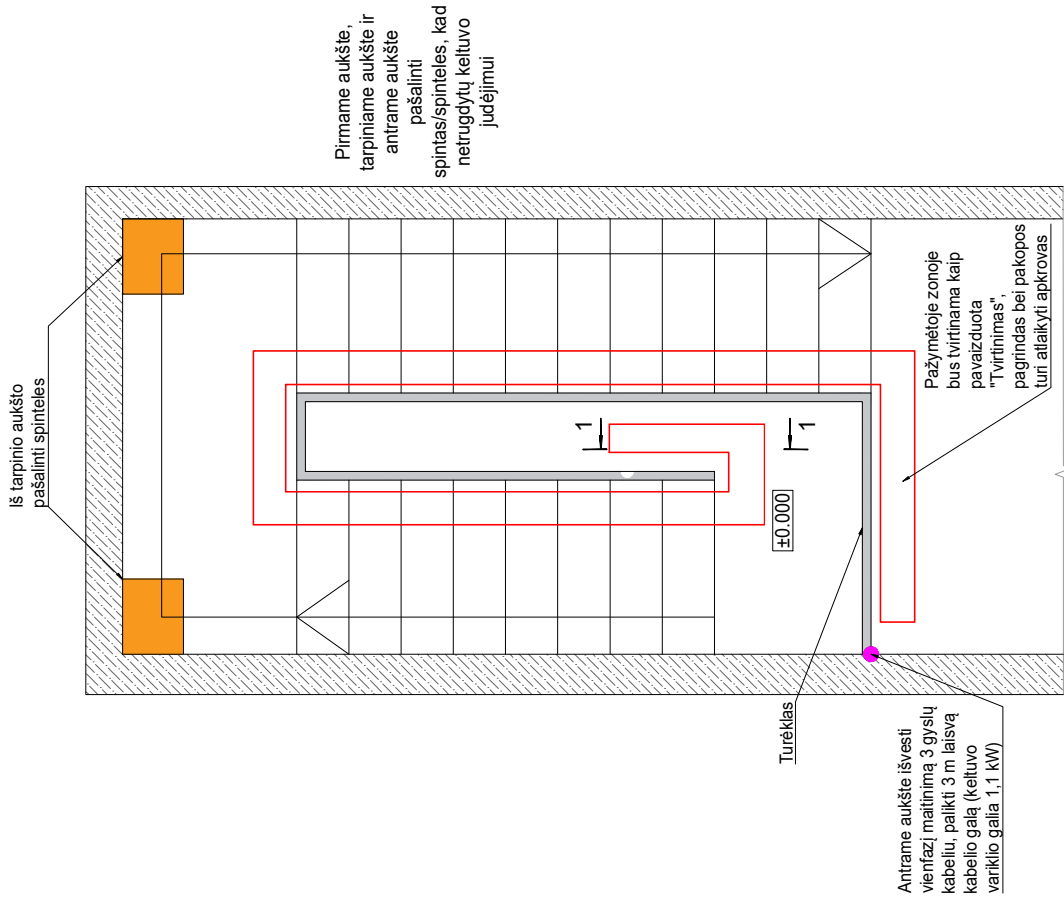 Iš tarpinio aukšto
pašalinti spinteles
Pirmame aukšte,
tarpiniame aukšte ir
antrame aukšte
pašalinti
spintas/spinteles, kad
netrugdytų keltuvo
judėjimui
1
1
±0.000
Pažymėtoje zonoje
bus tvirtinama kaip
pavaizduota
"Tvirtinimas",
pagrindas bei pakopos
turi atlaikyti apkrovas
Turėklas
Antrame aukšte išvesti
vienfazį maitinimą 3 gyslų
kabeliu, palikti 3 m laisvą
kabelio galą (keltuvo
variklio galia 1,1 kW)